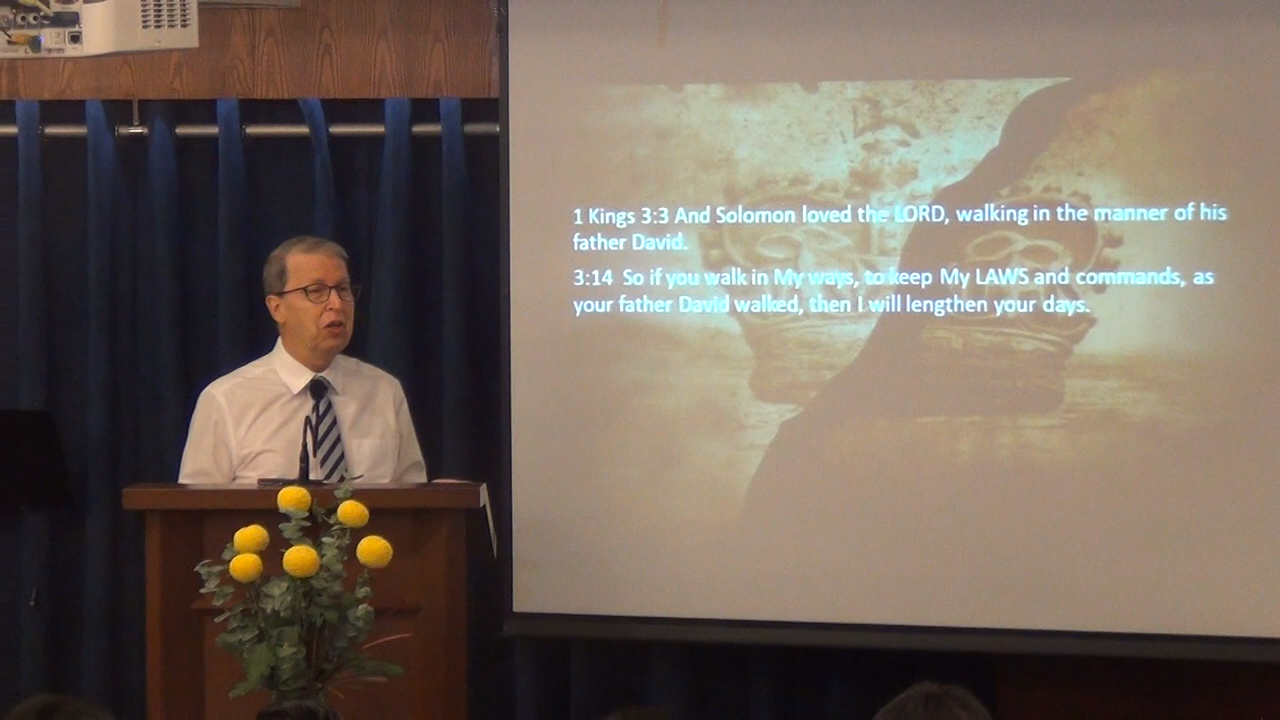 1 Kings 3:3 And Solomon loved the LORD, walking in the manner of his
father David.
3:14 So if you walk in My ways, to keep My LAWS and commands, as
your father David walked, then I will lengthen your days.